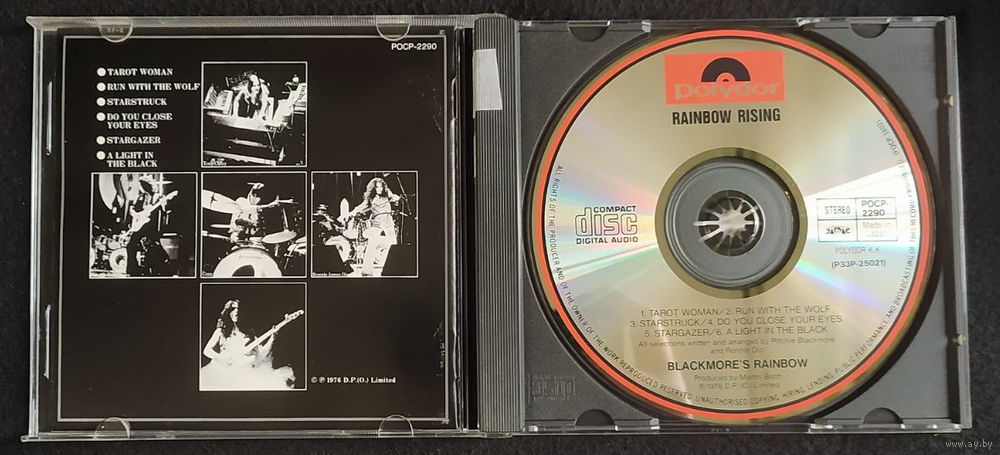 37-2
POCP-2290
TAROT WOMAN
RUN WITH THE WOLF
STARSTRUCK
DO YOU CLOSE
YOUR EYES
STARGAZER
A LIGHT IN
THE BLACK
© ℗ 1976 D.P.(O.) Limited
Polydor
RAINBOW RISING
COMPACT
disc
DIGITAL AUDIO
STEREO
POCP-
2290
Made in
Japan
POLYDOR K.K.
(P33P-25021)
1. TAROT WOMAN/2. RUN WITH THE WOLF
3. STARSTRUCK/4. DO YOU CLOSE YOUR EYES
5. STARGAZER/6. A LIGHT IN THE BLACK
All selections written and arranged by Ritchie Blackmore
and Ronnie Dio
BLACKMORE'S RAINBOW
Produced by Martin Birch
℗ 1976 D.P. (O.) Limited
ALL RIGHTS OF THE PRODUCER AND OF THE OWNER OF THE WORK REPRODUCED RESERVED. UNAUTHORISED COPYING, HIRING, LENDING, PUBLIC PERFORMANCE AND BROADCASTING OF THIS RECORD
www.ay.by